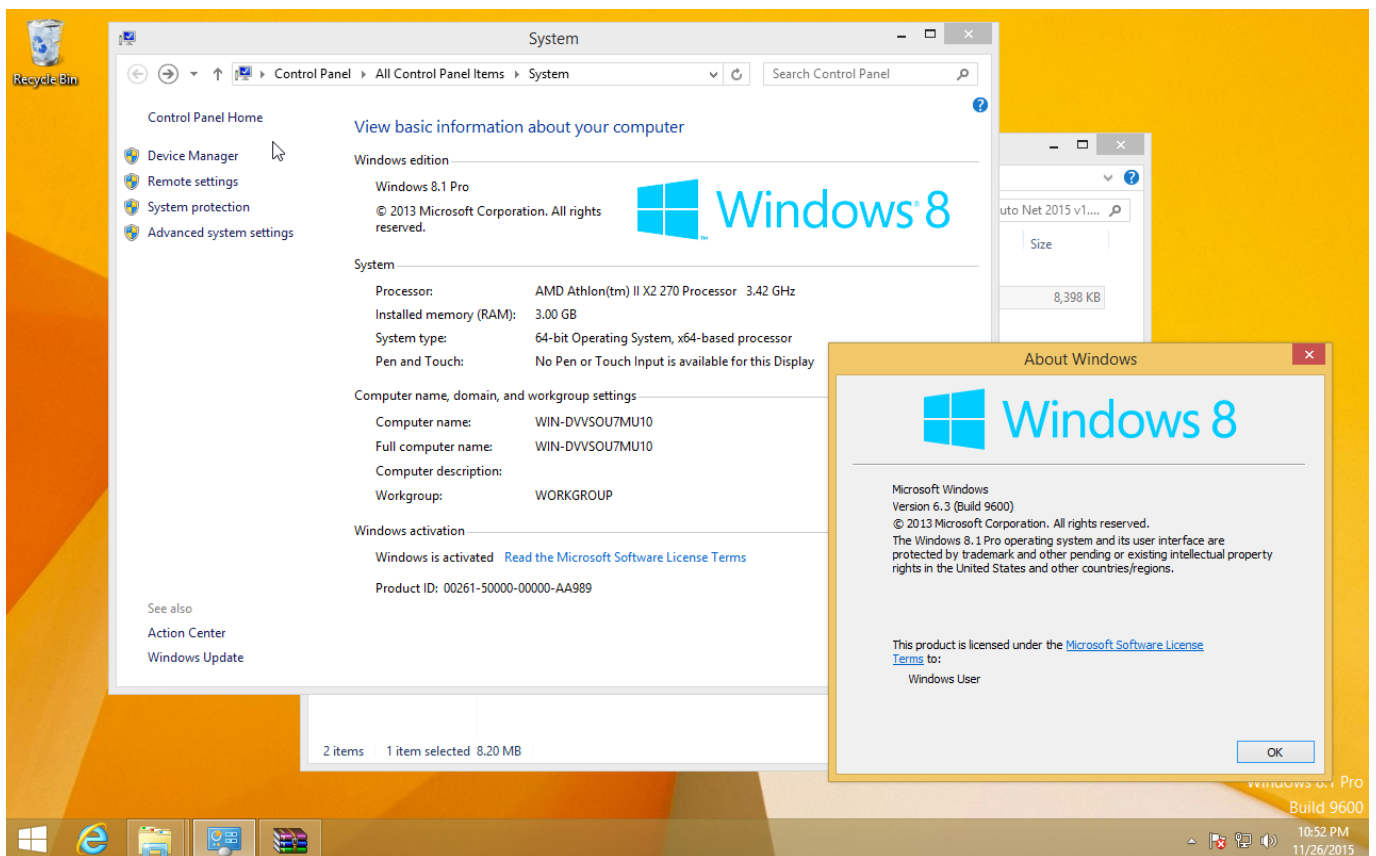 Recycle Bin
System
Control Panel All Control Panel Items System
Search Control Panel
Control Panel Home
Device Manager
Remote settings
System protection
Advanced system settings
See also
Action Center
Windows Update
View basic information about your computer
Windows edition
Windows 8.1 Pro
© 2013 Microsoft Corporation. All rights
reserved.
Windows® 8
System
Processor: AMD Athlon(tm) II X2 270 Processor 3.42 GHz
Installed memory (RAM): 3.00 GB
System type: 64-bit Operating System, x64-based processor
Pen and Touch: No Pen or Touch Input is available for this Display
Computer name, domain, and workgroup settings
Computer name: WIN-DVVSOU7MU10
Full computer name: WIN-DVVSOU7MU10
Computer description:
Workgroup: WORKGROUP
Windows activation
Windows is activated Read the Microsoft Software License Terms
Product ID: 00261-50000-00000-AA989
uto Net 2015 v1....
Size
8,398 KB
2 items 1 item selected 8.20 MB
About Windows
Windows 8
Microsoft Windows
Version 6.3 (Build 9600)
© 2013 Microsoft Corporation. All rights reserved.
The Windows 8.1 Pro operating system and its user interface are
protected by trademark and other pending or existing intellectual property
rights in the United States and other countries/regions.
This product is licensed under the Microsoft Software License
Terms to:
Windows User
OK
Windows 8.1 Pro
Build 9600
10:52 PM
11/26/2015